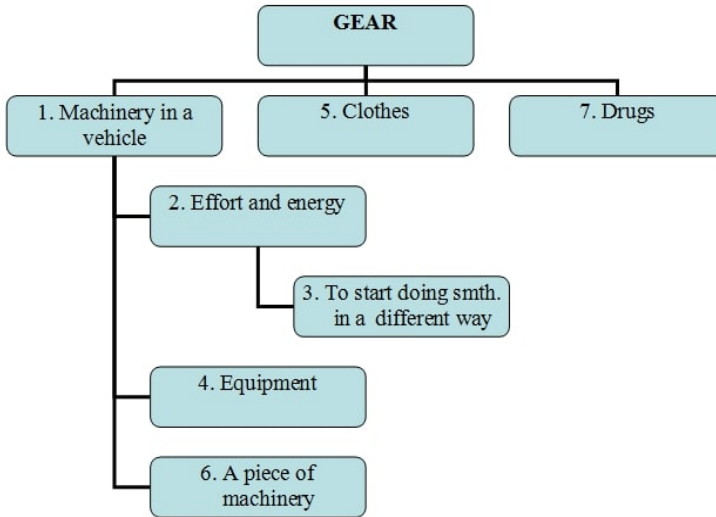 GEAR
1. Machinery in a
vehicle
5. Clothes
7. Drugs
2. Effort and energy
3. To start doing smth.
in a different way
4. Equipment
6. A piece of
machinery